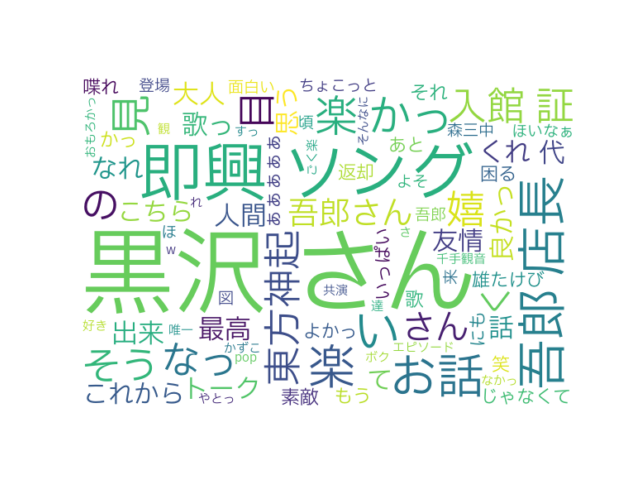 喋れ
登場
大人
面白い
ちょこっと
それ
入館
証
おもろかっ
かっ
見
歌っ
すっ
目
思う
頃
楽
かっ
そんなに
森三中
ほいなぁ
観
あと
くれ
代
なれ
即興
ソング
ぁぁぁぁぁ
ごく楽
返却
よそ
困る
の
こちら
れ
人間
吾郎さん
吾郎
嬉
良かっ
店長
ほ
w
黒沢
さん
東方神起
いっぱい
さ
友情
千手観音
来
雄たけび
図
共演
達
歌
い
さん
く
話
にも
吾郎
好き
唯一
出来
最高
よかっ
ボク
エピソード
そう
なっ
かずこ
pop
楽
て
お話
笑
なかっ
これから
トーク
やとっ
素敵
もう
じゃなくて